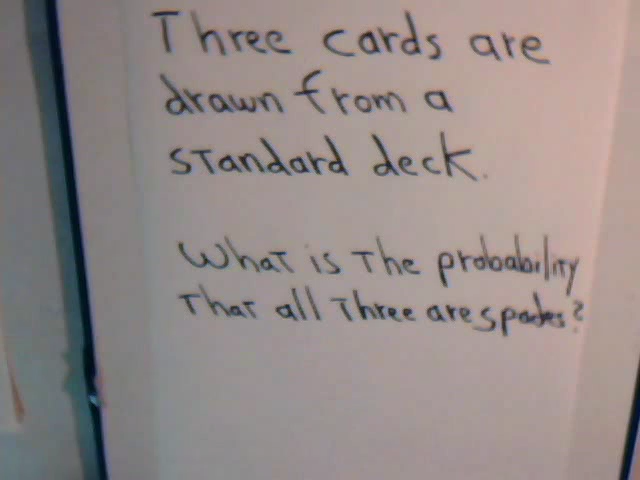 Three cards are
drawn from a
standard deck.
What is the probability
that all three are spades?